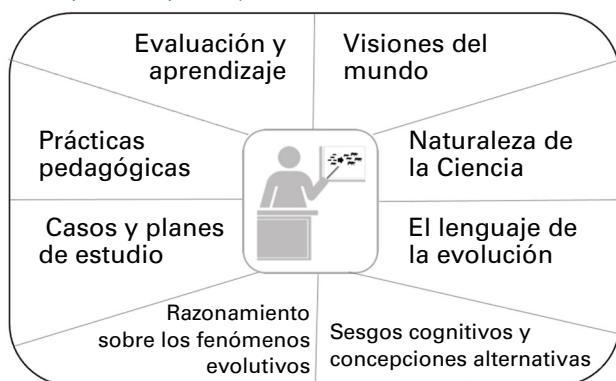 Evaluación y
aprendizaje
Visiones del
mundo
Prácticas
pedagógicas
Naturaleza de
la Ciencia
Casos y planes
de estudio
El lenguaje de
la evolución
Razonamiento
sobre los fenómenos
evolutivos
Sesgos cognitivos y
concepciones alternativas